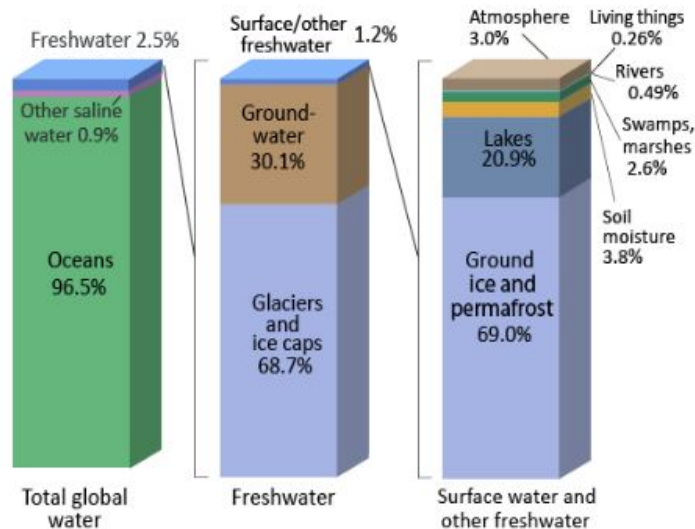 Freshwater 2.5%
Other saline
water 0.9%
Oceans
96.5%
Total global
water
Surface/other
freshwater 1.2%
Ground-
water
30.1%
Glaciers
and
ice caps
68.7%
Freshwater
Atmosphere
3.0%
Living things
0.26%
Rivers
0.49%
Swamps,
marshes
2.6%
Soil
moisture
3.8%
Lakes
20.9%
Ground
ice and
permafrost
69.0%
Surface water and
other freshwater